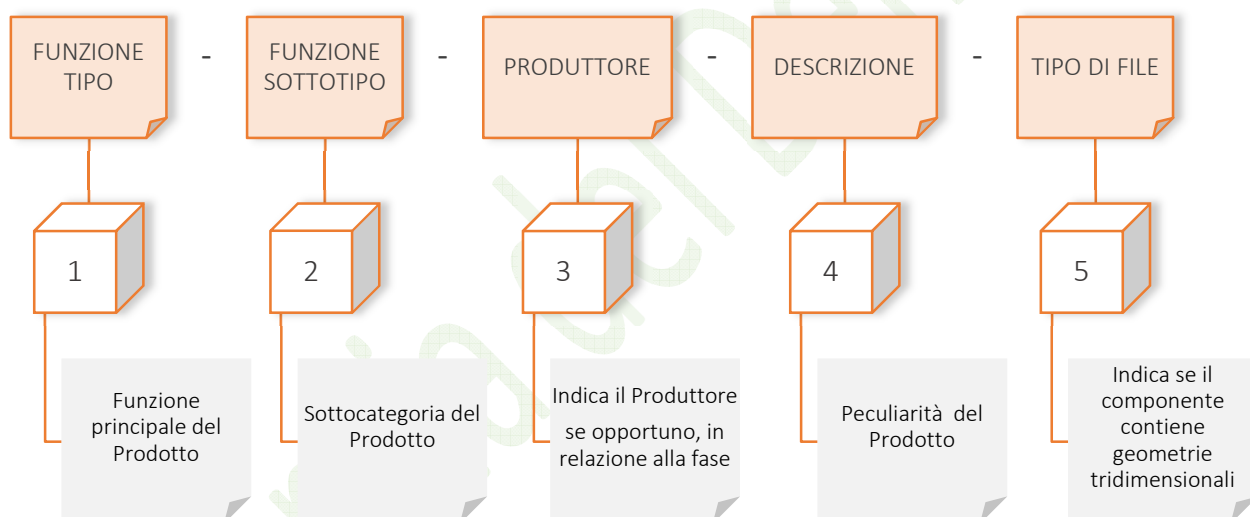 FUNZIONE
TIPO
-
FUNZIONE
SOTTOTIPO
-
PRODUTTORE
-
DESCRIZIONE
-
TIPO DI FILE
1
2
3
4
5
Funzione
principale del
Prodotto
Sottocategoria del
Prodotto
Indica il Produttore
se opportuno, in
relazione alla fase
Peculiarità del
Prodotto
Indica se il
componente
contiene
geometrie
tridimensionali